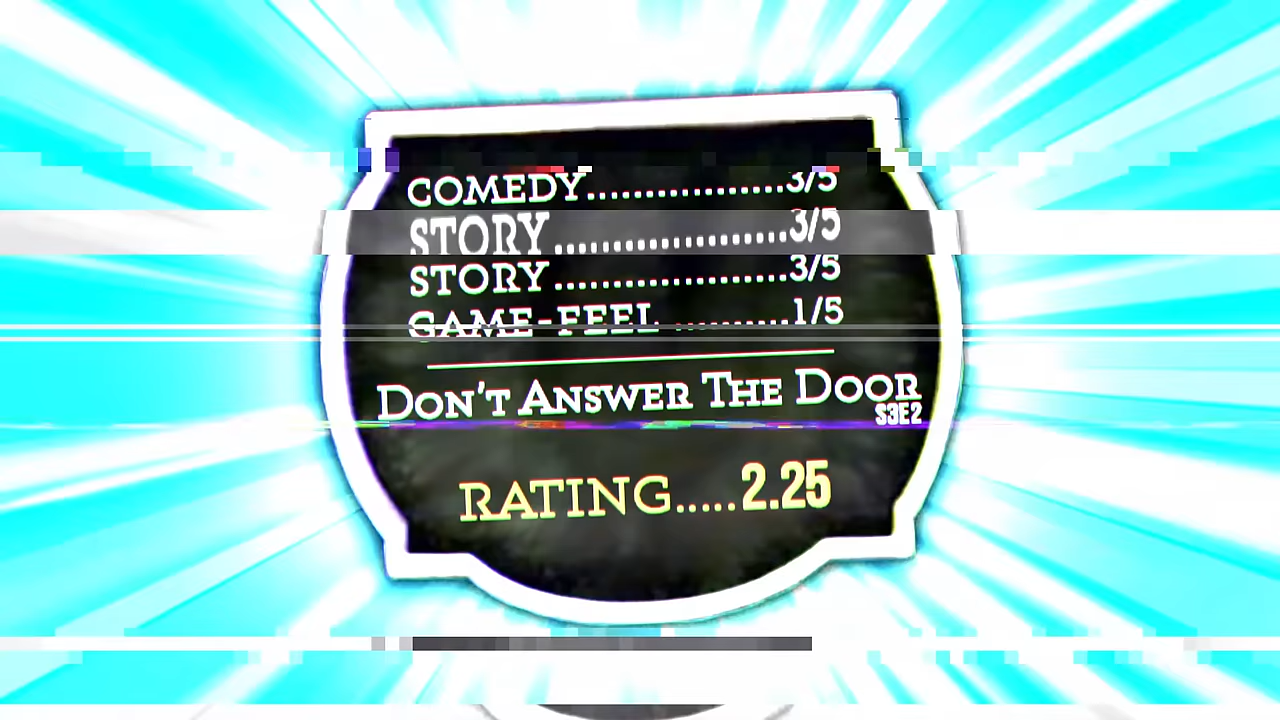 COMEDY.................3/5
STORY....................3/5
STORY....................3/5
GAME-FEEL ..........1/5
DON'T ANSWER THE DOOR
S3E2
RATING.....2.25